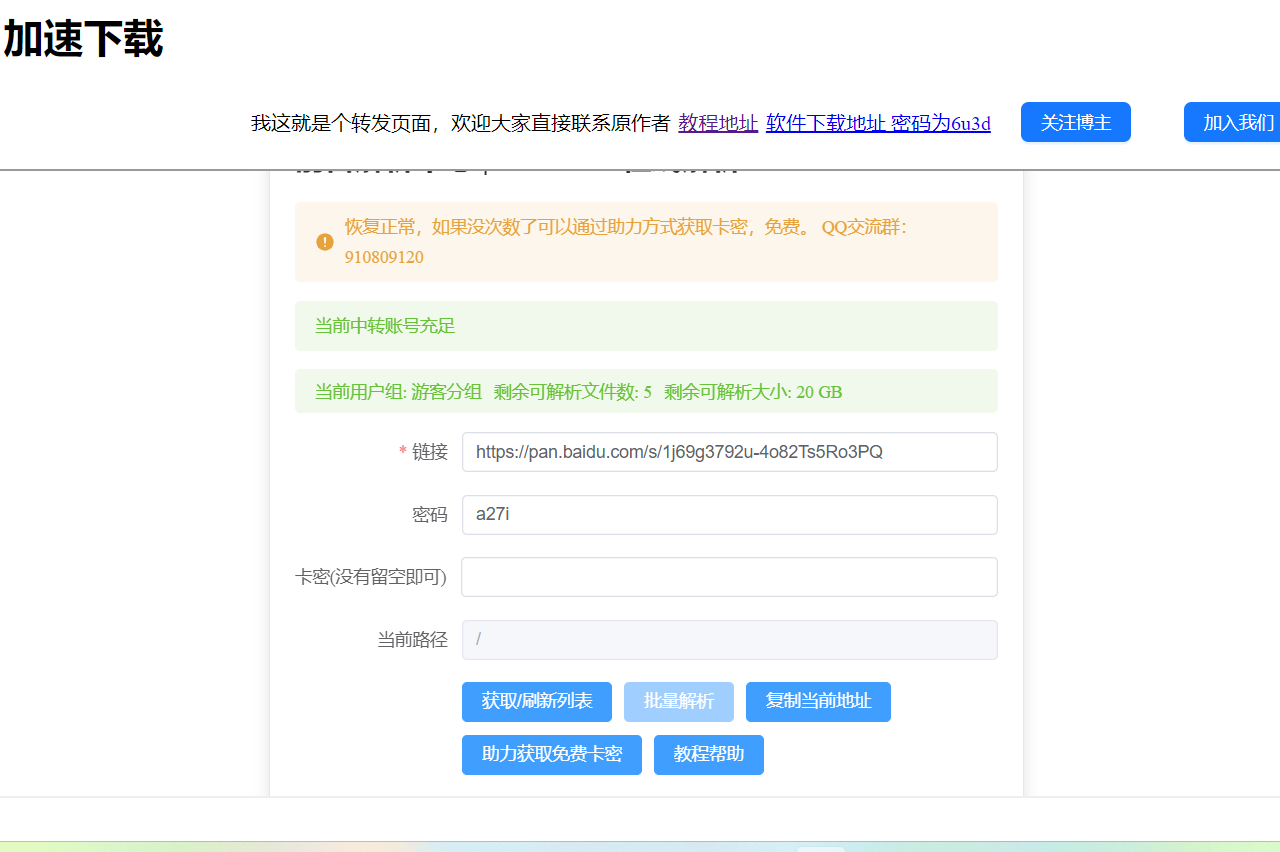 加速下载
我这就是个转发页面，欢迎大家直接联系原作者 教程地址 软件下载地址 密码为6u3d 关注博主 加入我们
恢复正常，如果没次数了可以通过助力方式获取卡密，免费。 QQ交流群：
910809120
当前中转账号充足
当前用户组: 游客分组 剩余可解析文件数: 5 剩余可解析大小: 20 GB
* 链接 https://pan.baidu.com/s/1j69g3792u-4o82Ts5Ro3PQ
密码 a27i
卡密(没有留空即可)
当前路径 /
获取/刷新列表 批量解析 复制当前地址
助力获取免费卡密 教程帮助